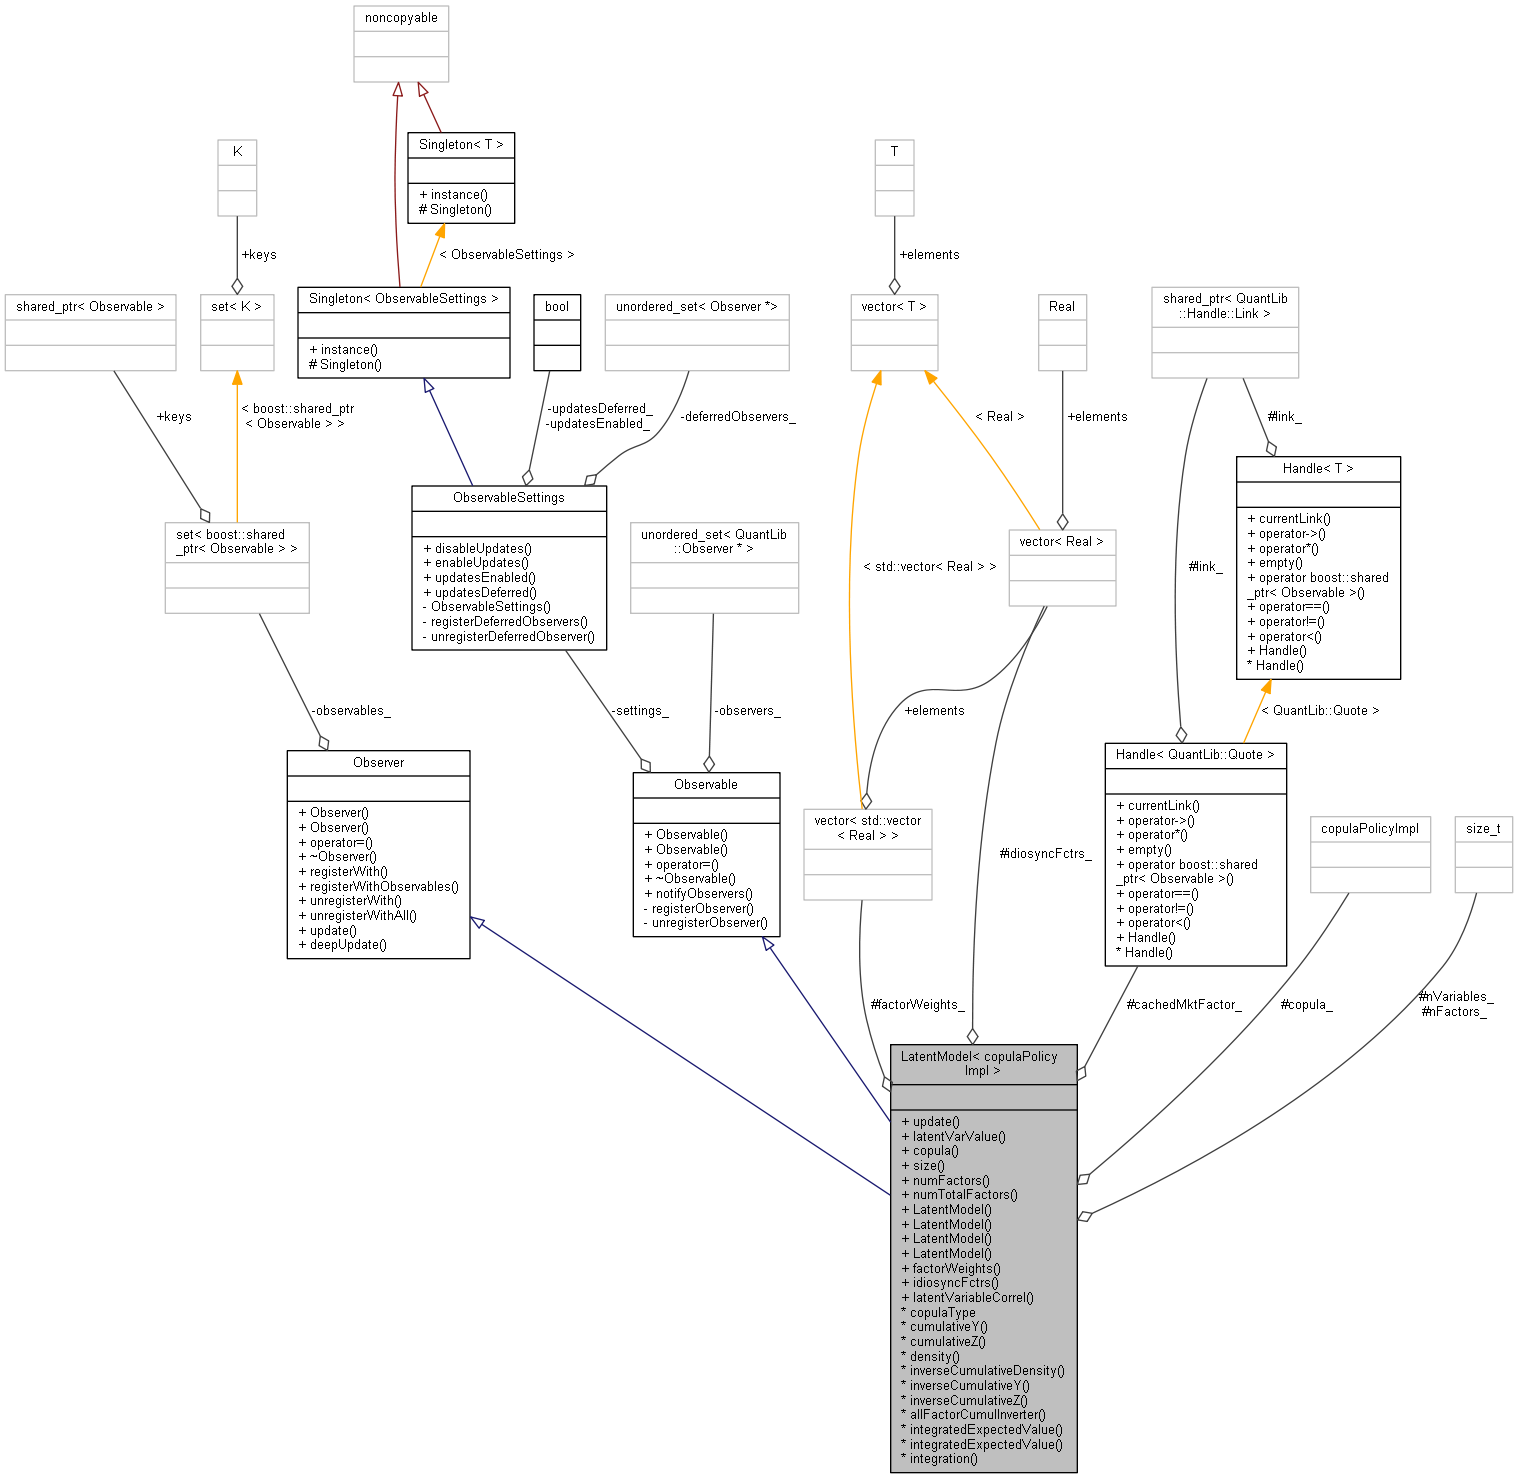 noncopyable
Singleton< T >
+ instance()
# Singleton()
K
T
+keys
< ObservableSettings >
+elements
shared_ptr< Observable >
set< K >
Singleton< ObservableSettings >
+ instance()
# Singleton()
bool
unordered_set< Observer *>
vector< T >
Real
shared_ptr< QuantLib
::Handle::Link >
+keys
< boost::shared_ptr
< Observable > >
-updatesDeferred_
-updatesEnabled_
-deferredObservers_
< Real >
+elements
#link_
set< boost::shared
_ptr< Observable > >
ObservableSettings
+ disableUpdates()
+ enableUpdates()
+ updatesEnabled()
+ updatesDeferred()
- ObservableSettings()
- registerDeferredObservers()
- unregisterDeferredObserver()
unordered_set< QuantLib
::Observer * >
< std::vector< Real > >
vector< Real >
#link_
Handle< T >
+ currentLink()
+ operator->()
+ operator*()
+ empty()
+ operator boost::shared
_ptr< Observable >()
+ operator==()
+ operator!=()
+ operator<()
+ Handle()
* Handle()
-observables_
-settings_
-observers_
+elements
< QuantLib::Quote >
Observer
+ Observer()
+ Observer()
+ operator=()
+ ~Observer()
+ registerWith()
+ registerWithObservables()
+ unregisterWith()
+ unregisterWithAll()
+ update()
+ deepUpdate()
Observable
+ Observable()
+ Observable()
+ operator=()
+ ~Observable()
+ notifyObservers()
- registerObserver()
- unregisterObserver()
vector< std::vector
< Real > >
#idiosyncFctrs_
Handle< QuantLib::Quote >
+ currentLink()
+ operator->()
+ operator*()
+ empty()
+ operator boost::shared
_ptr< Observable >()
+ operator==()
+ operator!=()
+ operator<()
+ Handle()
* Handle()
copulaPolicyImpl
size_t
#factorWeights_
#cachedMktFactor_
#copula_
#nVariables_
#nFactors_
LatentModel< copulaPolicy
Impl >
+ update()
+ latentVarValue()
+ copula()
+ size()
+ numFactors()
+ numTotalFactors()
+ LatentModel()
+ LatentModel()
+ LatentModel()
+ LatentModel()
+ factorWeights()
+ idiosyncFctrs()
+ latentVariableCorrel()
* copulaType
* cumulativeY()
* cumulativeZ()
* density()
* inverseCumulativeDensity()
* inverseCumulativeY()
* inverseCumulativeZ()
* allFactorCumulInverter()
* integratedExpectedValue()
* integratedExpectedValue()
* integration()